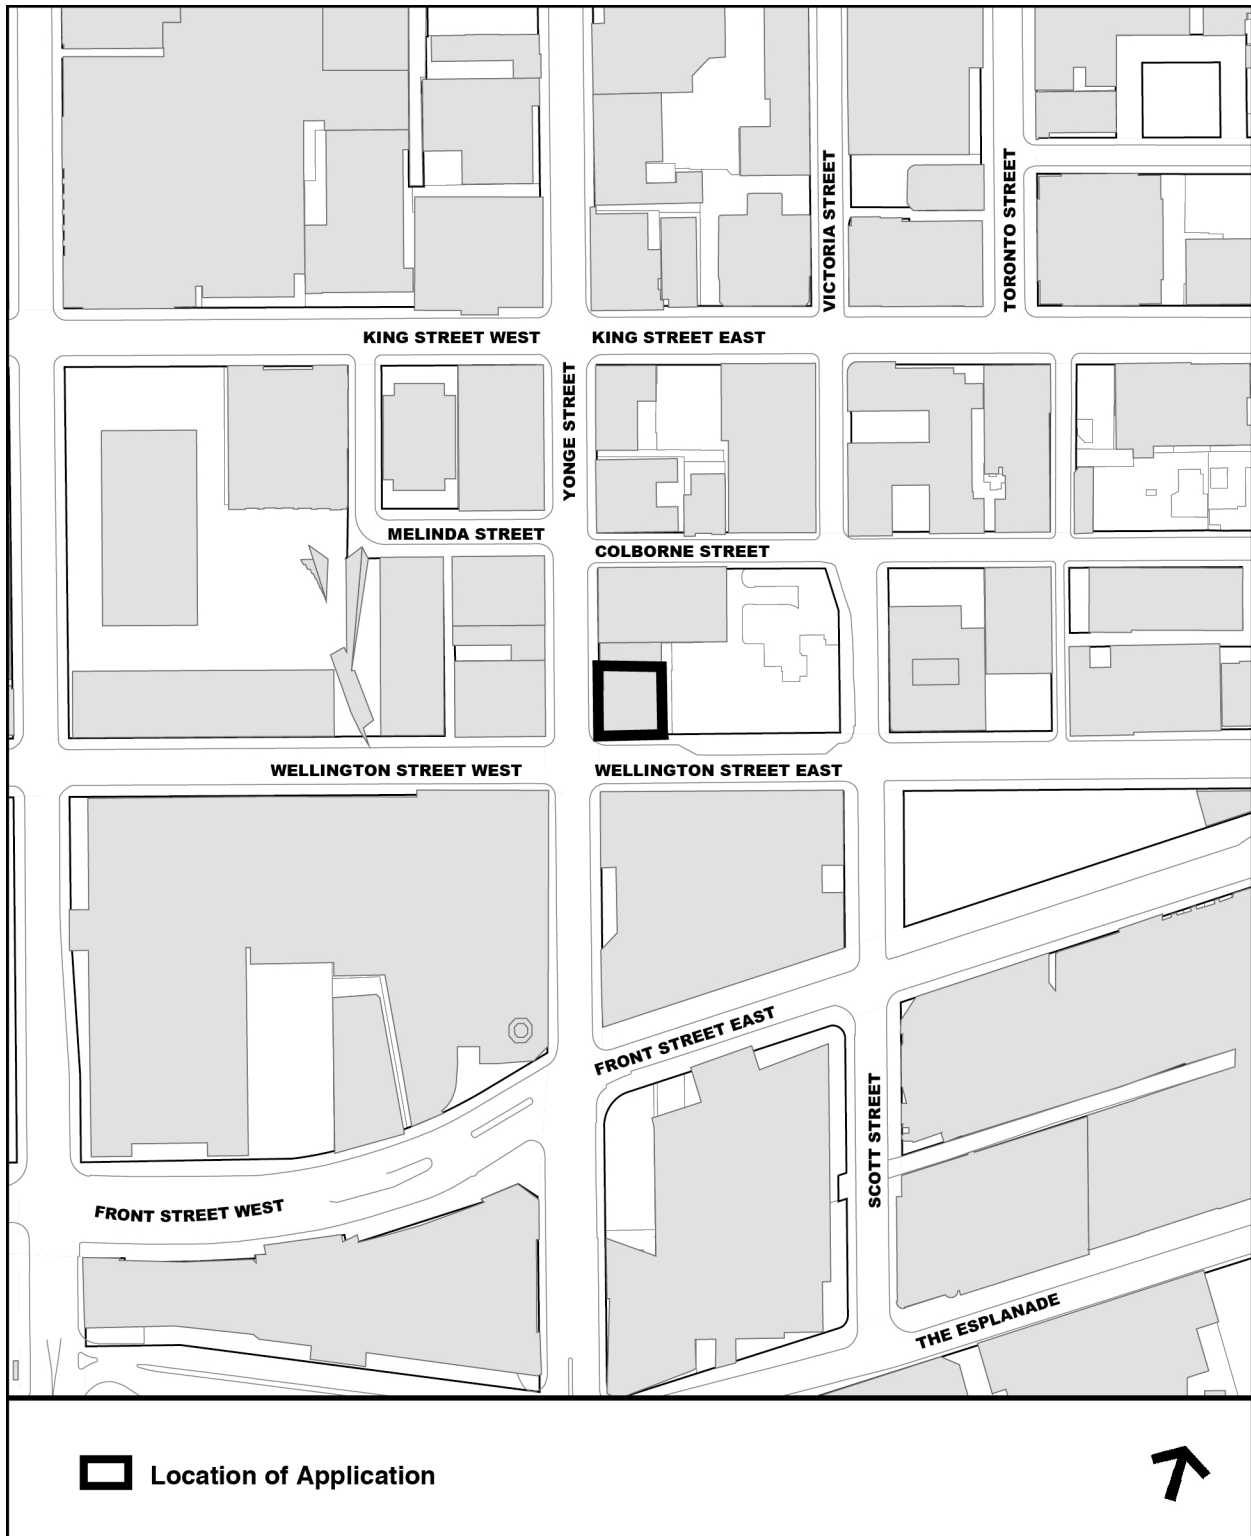 VICTORIA STREET
TORONTO STREET
KING STREET WEST
KING STREET EAST
YONGE STREET
MELINDA STREET
COLBORNE STREET
WELLINGTON STREET WEST
WELLINGTON STREET EAST
FRONT STREET EAST
SCOTT STREET
FRONT STREET WEST
THE ESPLANADE
Location of Application